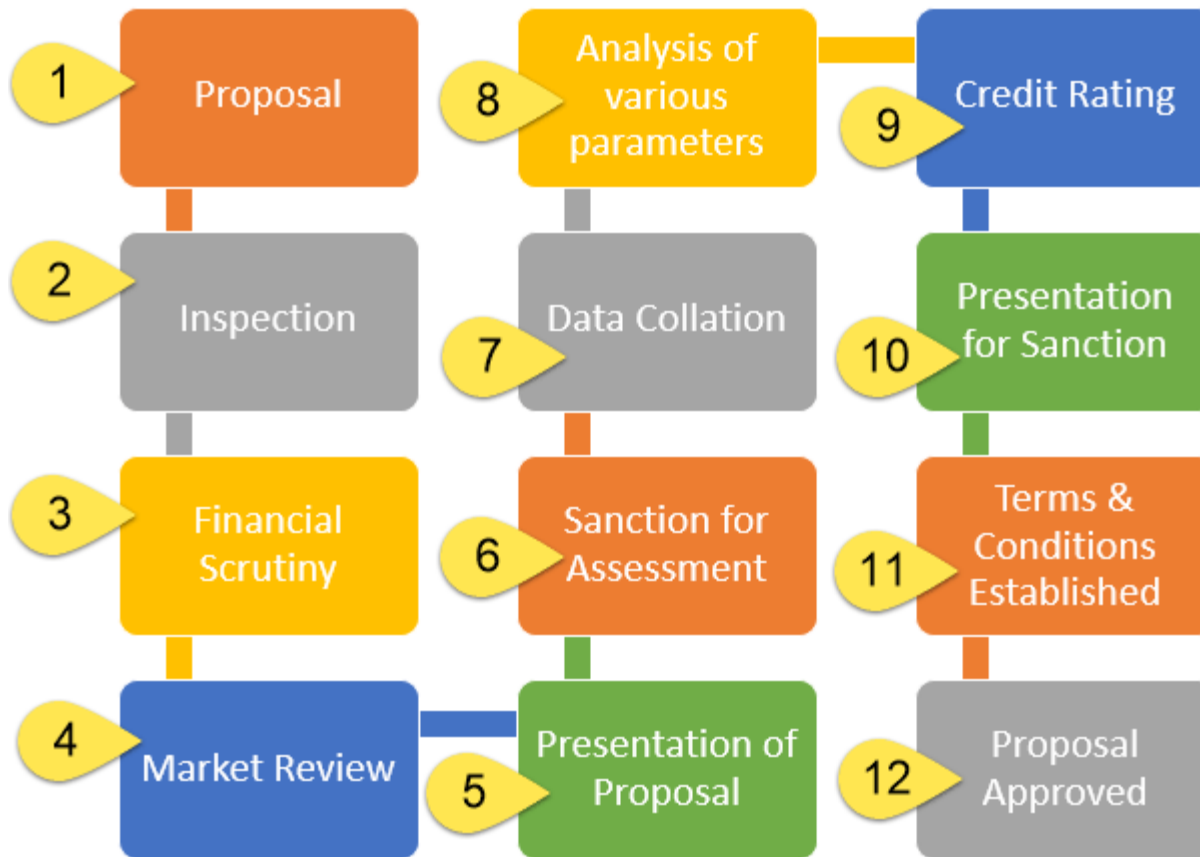 1
Proposal
2
Inspection
3
Financial
Scrutiny
4
Market Review
5
Presentation of
Proposal
6
Sanction for
Assessment
7
Data Collation
8
Analysis of
various
parameters
9
Credit Rating
10
Presentation
for Sanction
11
Terms &
Conditions
Established
12
Proposal
Approved